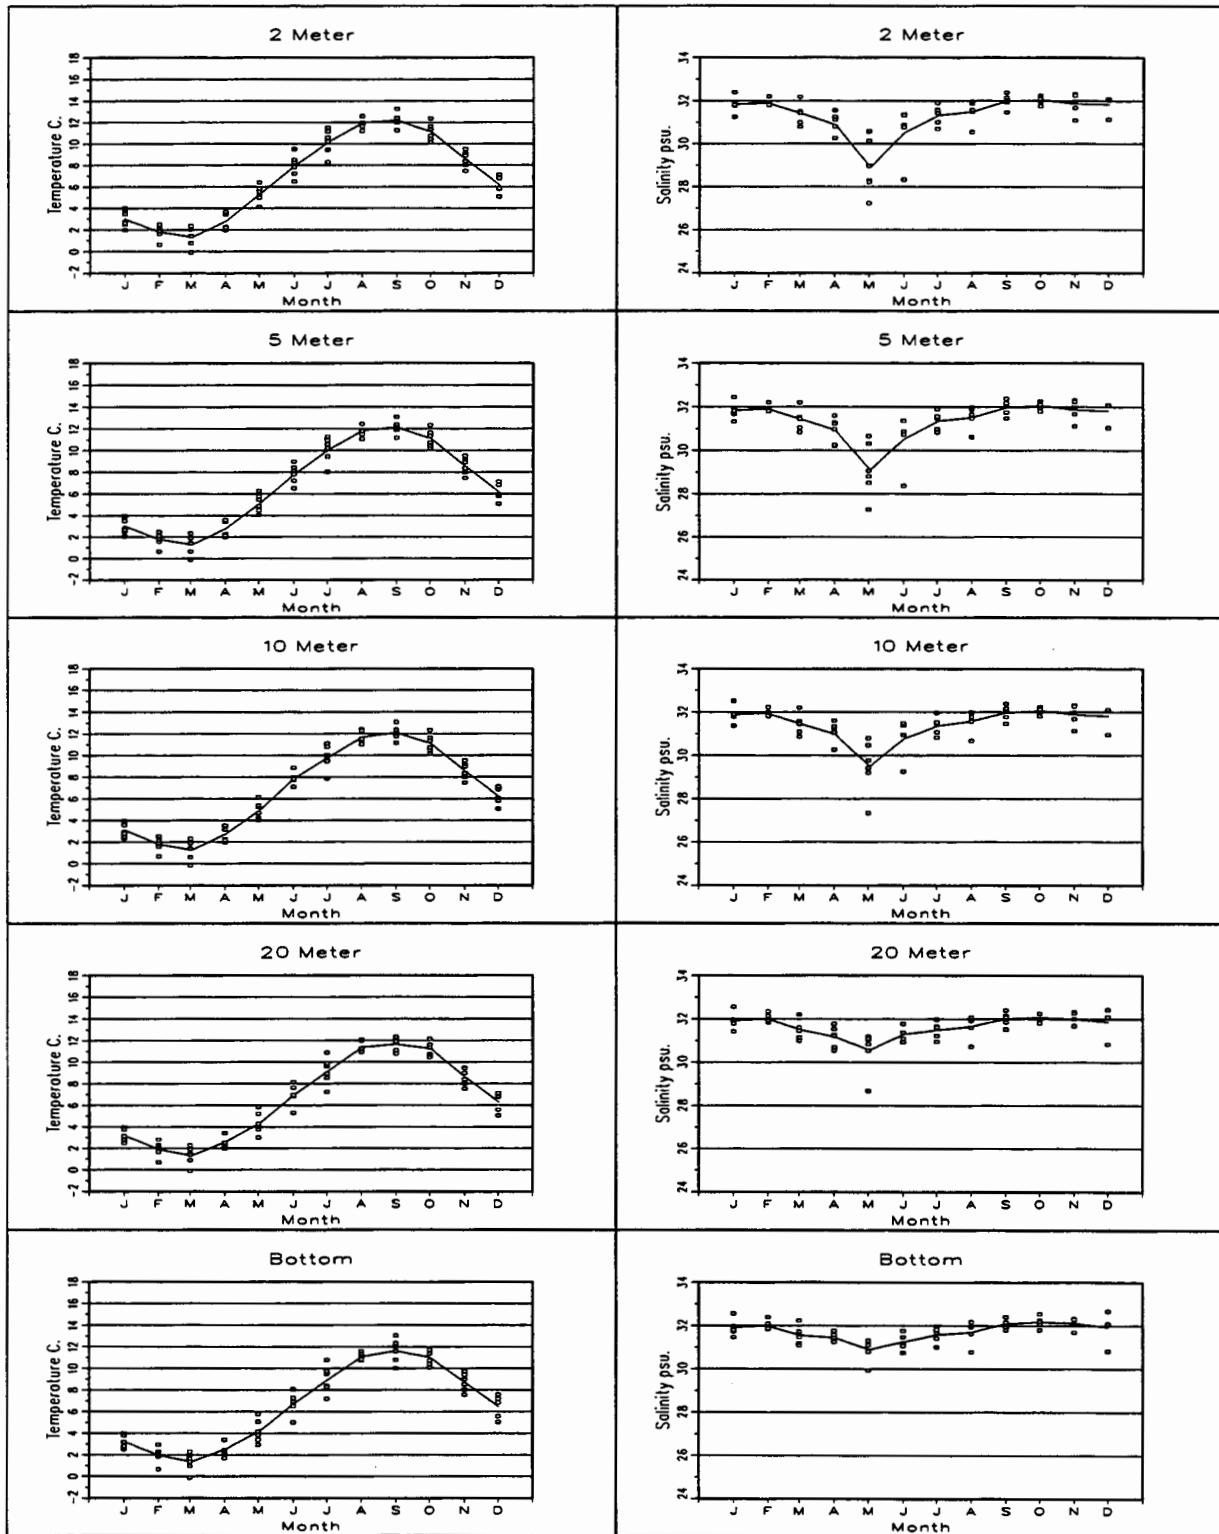 2 Meter
Temperature C.
18
16
14
12
10
8
6
4
2
0
-2
J F M A M J J A S O N D
Month
2 Meter
Salinity psu.
34
32
30
28
26
24
J F M A M J J A S O N D
Month
5 Meter
Temperature C.
18
16
14
12
10
8
6
4
2
0
-2
J F M A M J J A S O N D
Month
5 Meter
Salinity psu.
34
32
30
28
26
24
J F M A M J J A S O N D
Month
10 Meter
Temperature C.
18
16
14
12
10
8
6
4
2
0
-2
J F M A M J J A S O N D
Month
10 Meter
Salinity psu.
34
32
30
28
26
24
J F M A M J J A S O N D
Month
20 Meter
Temperature C.
18
16
14
12
10
8
6
4
2
0
-2
J F M A M J J A S O N D
Month
20 Meter
Salinity psu.
34
32
30
28
26
24
J F M A M J J A S O N D
Month
Bottom
Temperature C.
18
16
14
12
10
8
6
4
2
0
-2
J F M A M J J A S O N D
Month
Bottom
Salinity psu.
34
32
30
28
26
24
J F M A M J J A S O N D
Month